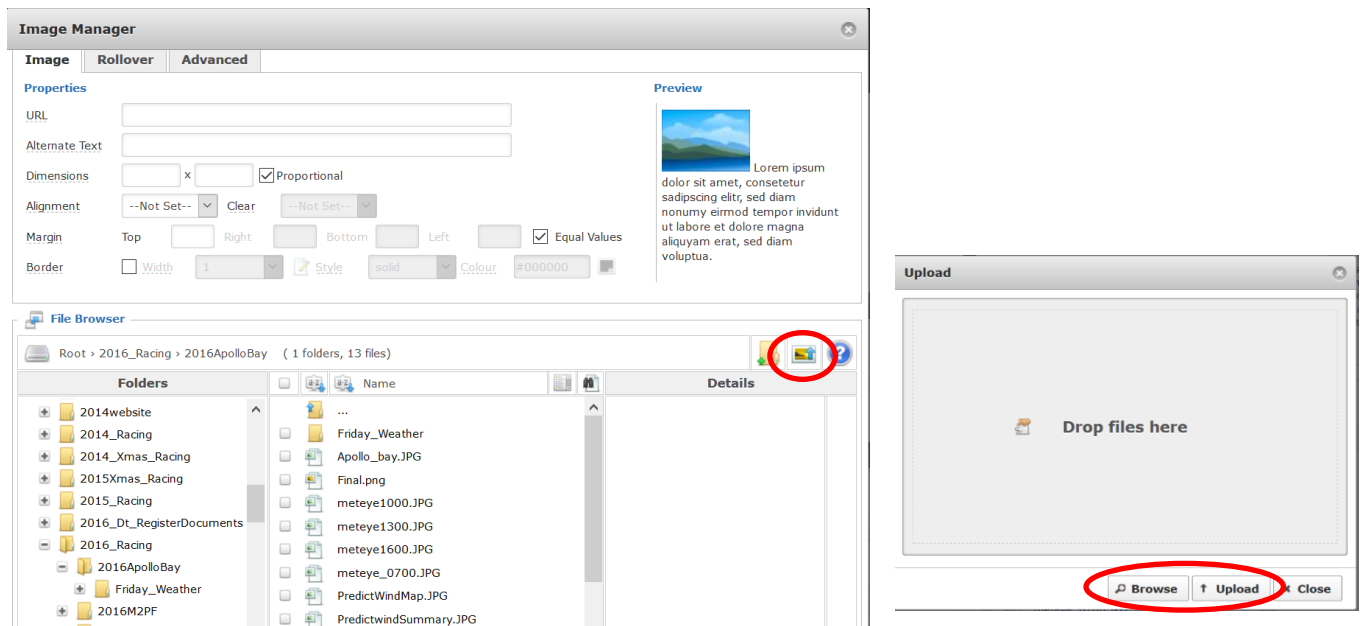 Image Manager
Image Rollover Advanced
Properties
Preview
URL
Alternate Text
Dimensions x Proportional
Alignment --Not Set-- Clear --Not Set--
Margin Top Right Bottom Left Equal Values
Border Width 1 Style solid Colour #000000
Lorem ipsum
dolor sit amet, consetetur
sadipscing elitr, sed diam
nonumy eirmod tempor invidunt
ut labore et dolore magna
aliquyam erat, sed diam
voluptua.
File Browser
Root › 2016_Racing › 2016ApolloBay ( 1 folders, 13 files)
Folders
Name
Details
2014website
2014_Racing
2014_Xmas_Racing
2015Xmas_Racing
2015_Racing
2016_Dt_RegisterDocuments
2016_Racing
2016ApolloBay
Friday_Weather
2016M2PF
...
Friday_Weather
Apollo_bay.JPG
Final.png
meteye1000.JPG
meteye1300.JPG
meteye1600.JPG
meteye_0700.JPG
PredictWindMap.JPG
PredictwindSummary.JPG
Upload
Drop files here
Browse Upload Close